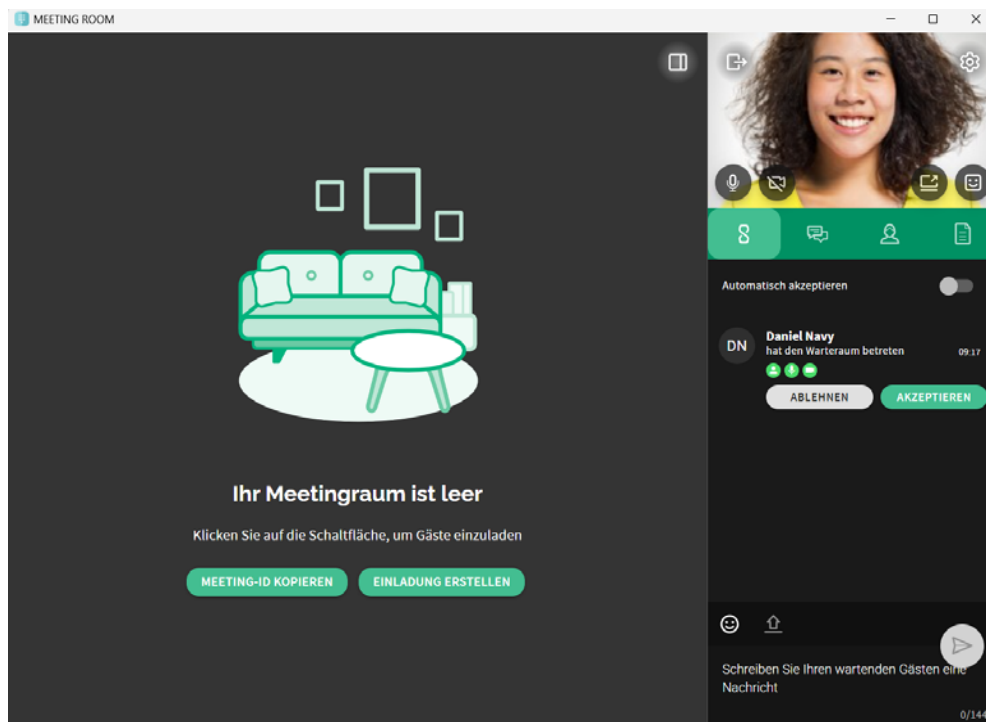 MEETING ROOM
Ihr Meetingraum ist leer
Klicken Sie auf die Schaltfläche, um Gäste einzuladen
MEETING-ID KOPIEREN
EINLADUNG ERSTELLEN
Automatisch akzeptieren
DN
Daniel Navy
hat den Warteraum betreten 09:17
ABLEHNEN AKZEPTIEREN
Schreiben Sie Ihren wartenden Gästen eine
Nachricht
0/144